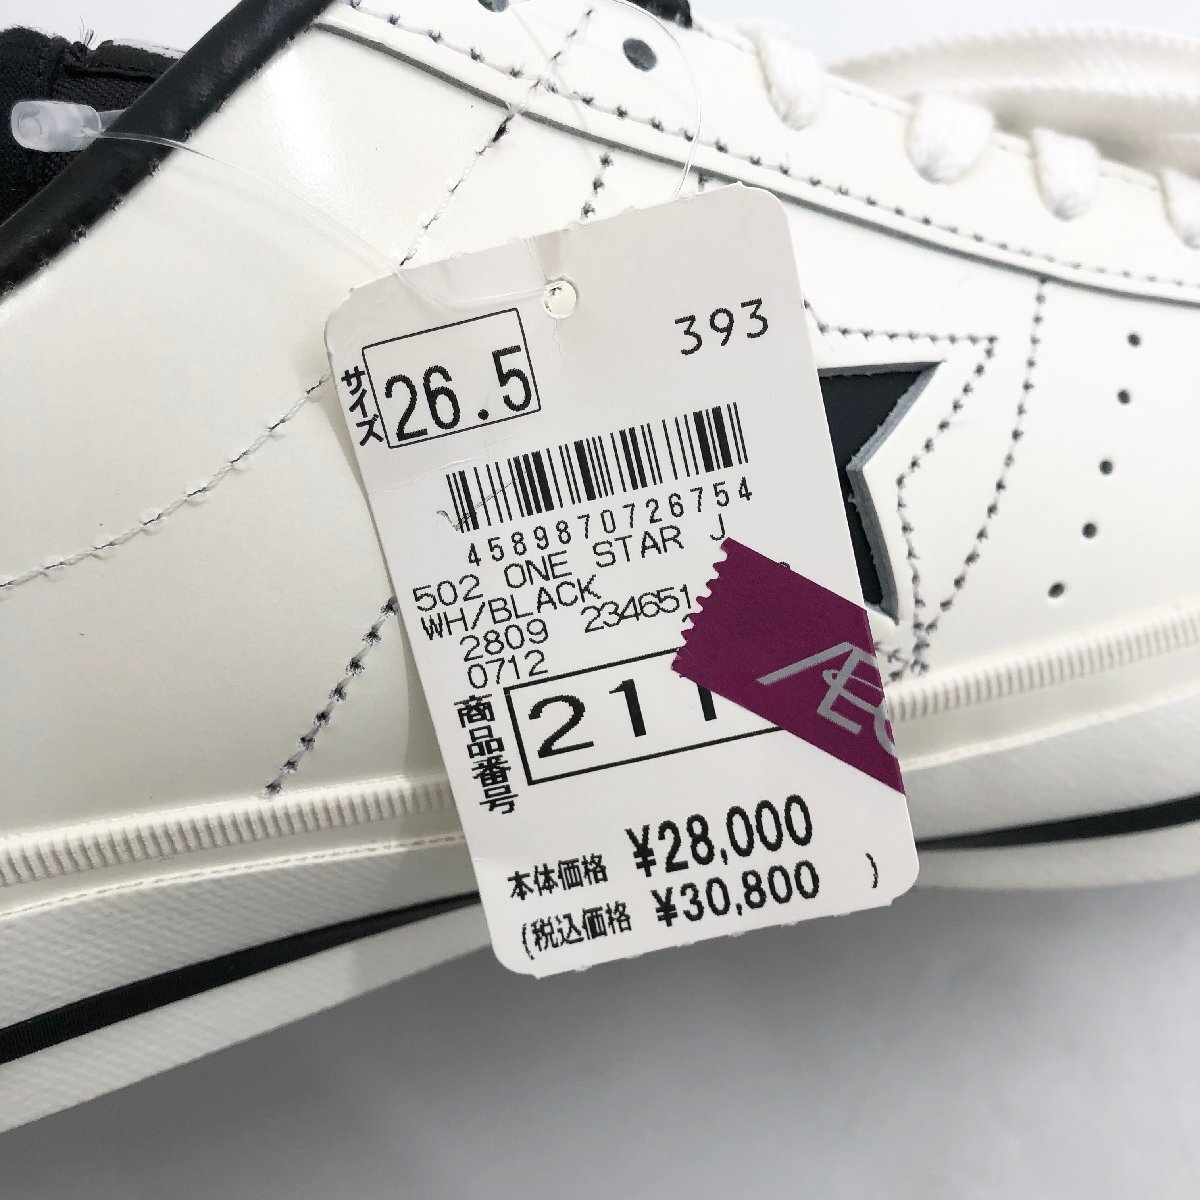 393
サイズ 26.5
4589870726754
502 ONE STAR J
WH/BLACK
2809 234651
0712
商品番号 211
本体価格 ¥28,000
(税込価格 ¥30,800 )